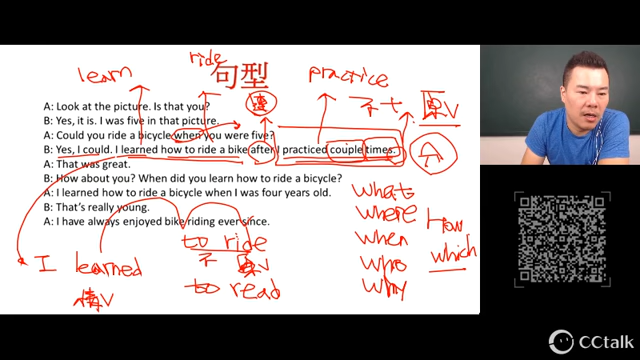 learn ride 句型 practice
連 不+ 原V
A: Look at the picture. Is that you?
B: Yes, it is. I was five in that picture.
A: Could you ride a bicycle when you were five?
B: Yes, I could. I learned how to ride a bike after I practiced couple times. A
A: That was great.
B: How about you? When did you learn how to ride a bicycle?
A: I learned how to ride a bicycle when I was four years old.
B: That's really young.
A: I have always enjoyed bike riding ever since.
what
where How
when which
who
why
I learned to ride
不 原V
V to read
CCtalk